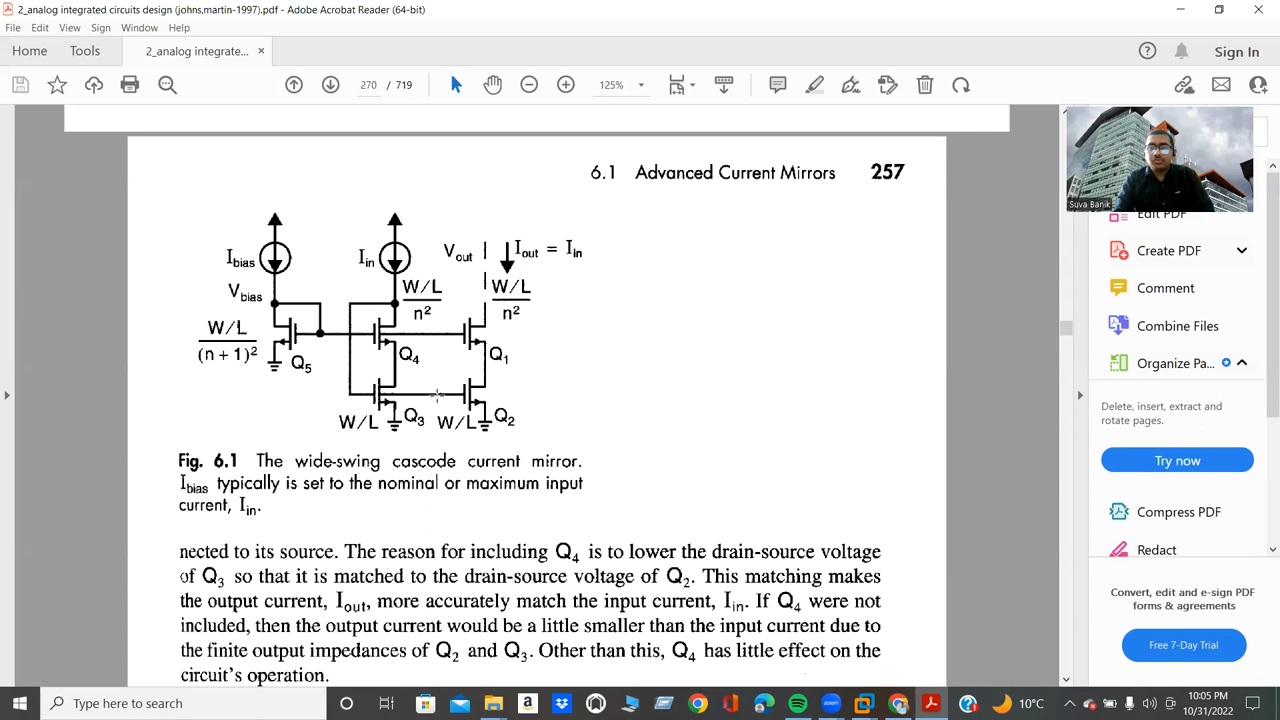 2_analog integrated circuits design (johns,martin-1997).pdf - Adobe Acrobat Reader (64-bit)
File Edit View Sign Window Help
Home Tools 2_analog integrate... × Sign In
270 / 719 125%
Suva Banik
Edit PDF
Create PDF
Comment
Combine Files
Organize Pa...
Delete, insert, extract and
rotate pages.
Try now
Compress PDF
Redact
Convert, edit and e-sign PDF
forms & agreements
Free 7-Day Trial
6.1 Advanced Current Mirrors 257
Ibias Iin Vout Iout = Iin
Vbias W/L W/L
n² n²
W/L
(n + 1)² Q5 Q4 Q1
W/L Q3 W/L Q2
Fig. 6.1 The wide-swing cascode current mirror.
Ibias typically is set to the nominal or maximum input
current, Iin.
nected to its source. The reason for including Q4 is to lower the drain-source voltage
of Q3 so that it is matched to the drain-source voltage of Q2. This matching makes
the output current, Iout, more accurately match the input current, Iin. If Q4 were not
included, then the output current would be a little smaller than the input current due to
the finite output impedances of Q2 and Q3. Other than this, Q4 has little effect on the
circuit's operation.
Type here to search
10°C
10:05 PM
10/31/2022